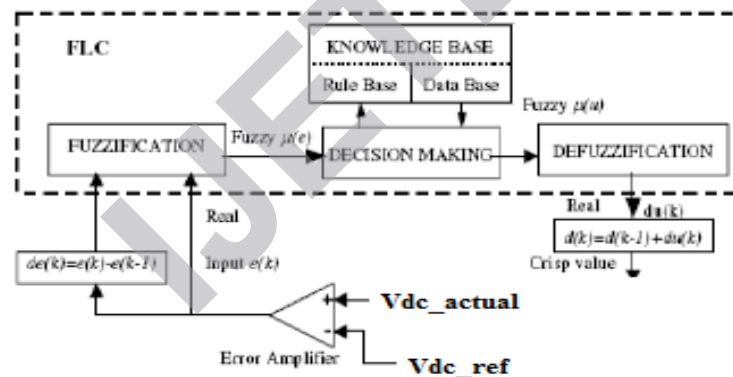 FLC
KNOWLEDGE BASE
Rule Base
Data Base
Fuzzy μ(u)
FUZZIFICATION
Fuzzy μ(e)
DECISION MAKING
DEFUZZIFICATION
Real
Real
du(k)
d(k)=d(k-1)+du(k)
de(k)=e(k)-e(k-1)
Input e(k)
Crisp value
+
Vdc_actual
-
Error Amplifier
Vdc_ref